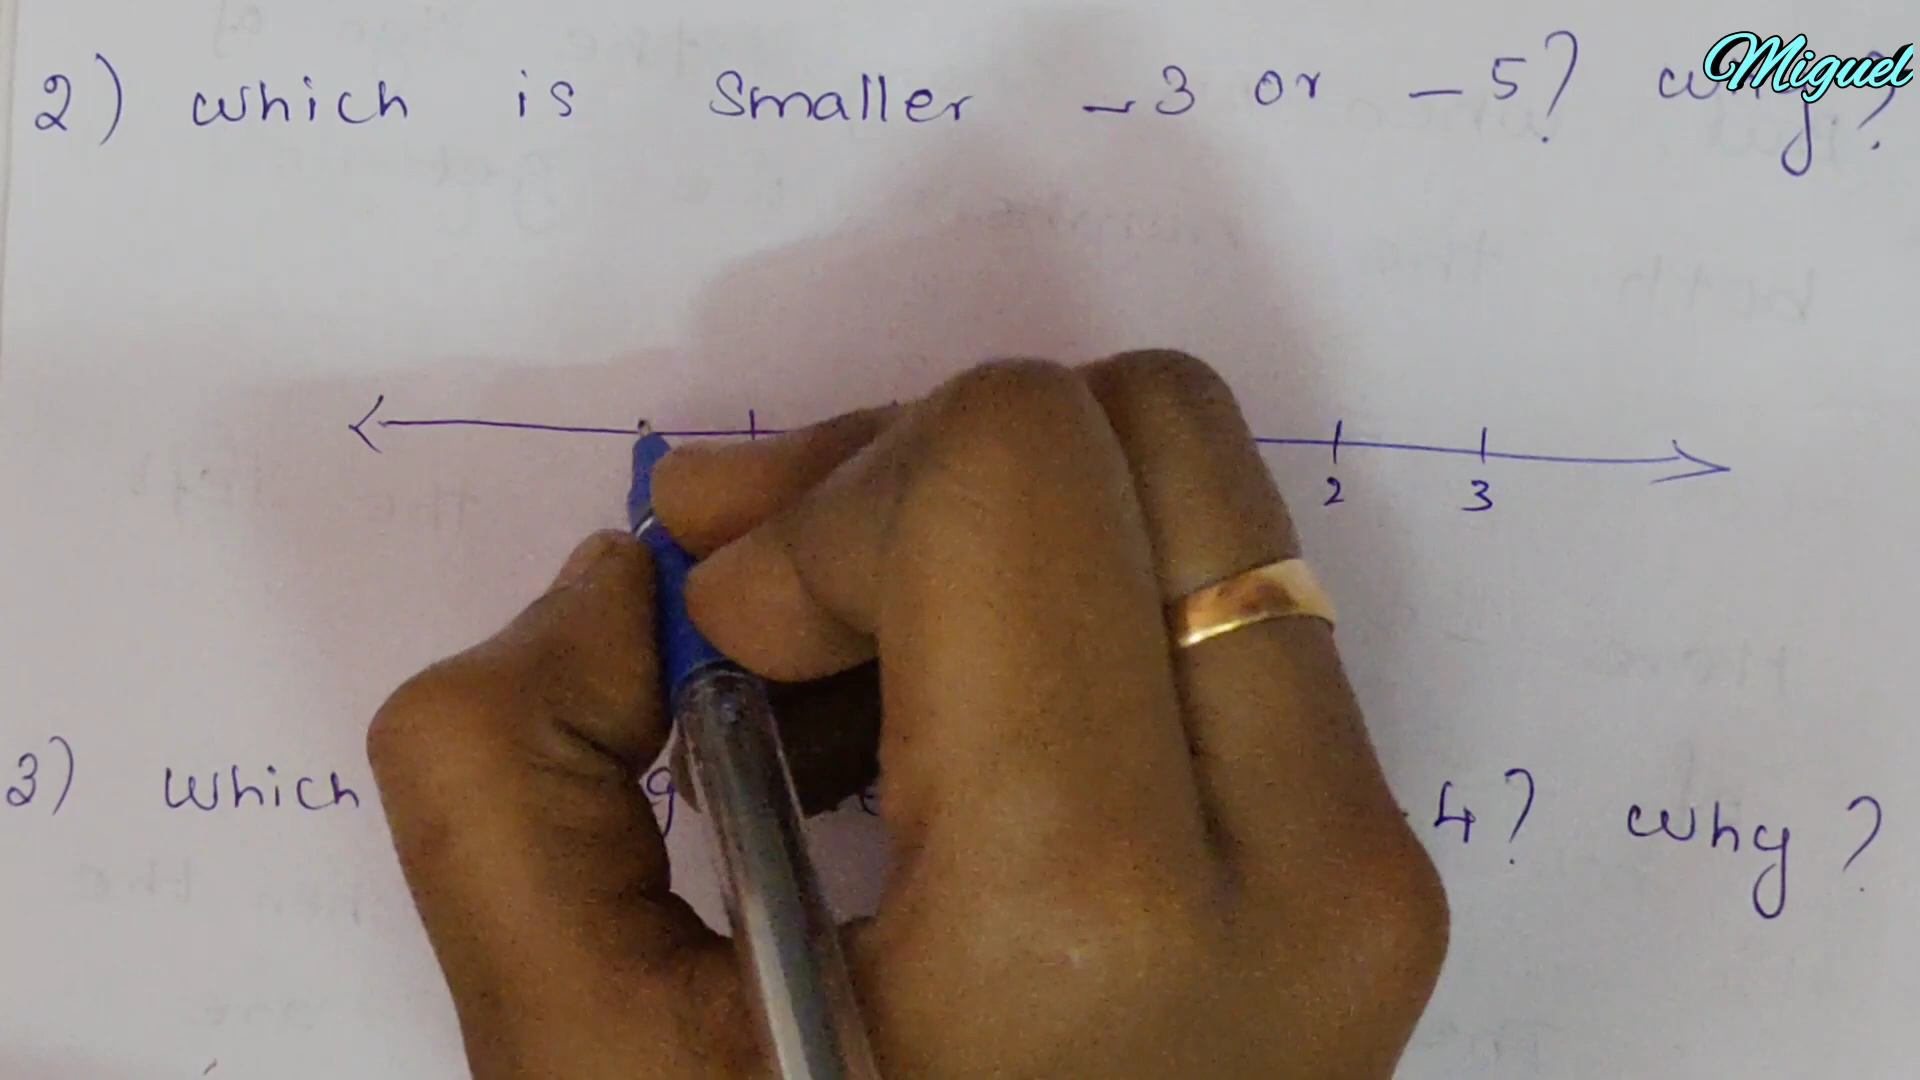 2) which is smaller -3 or -5? why?
Miguel
2 3
3) which 4? why?